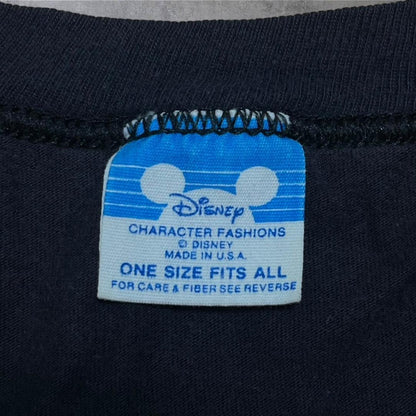 Disney
CHARACTER FASHIONS
© DISNEY
MADE IN U.S.A.
ONE SIZE FITS ALL
FOR CARE & FIBER SEE REVERSE